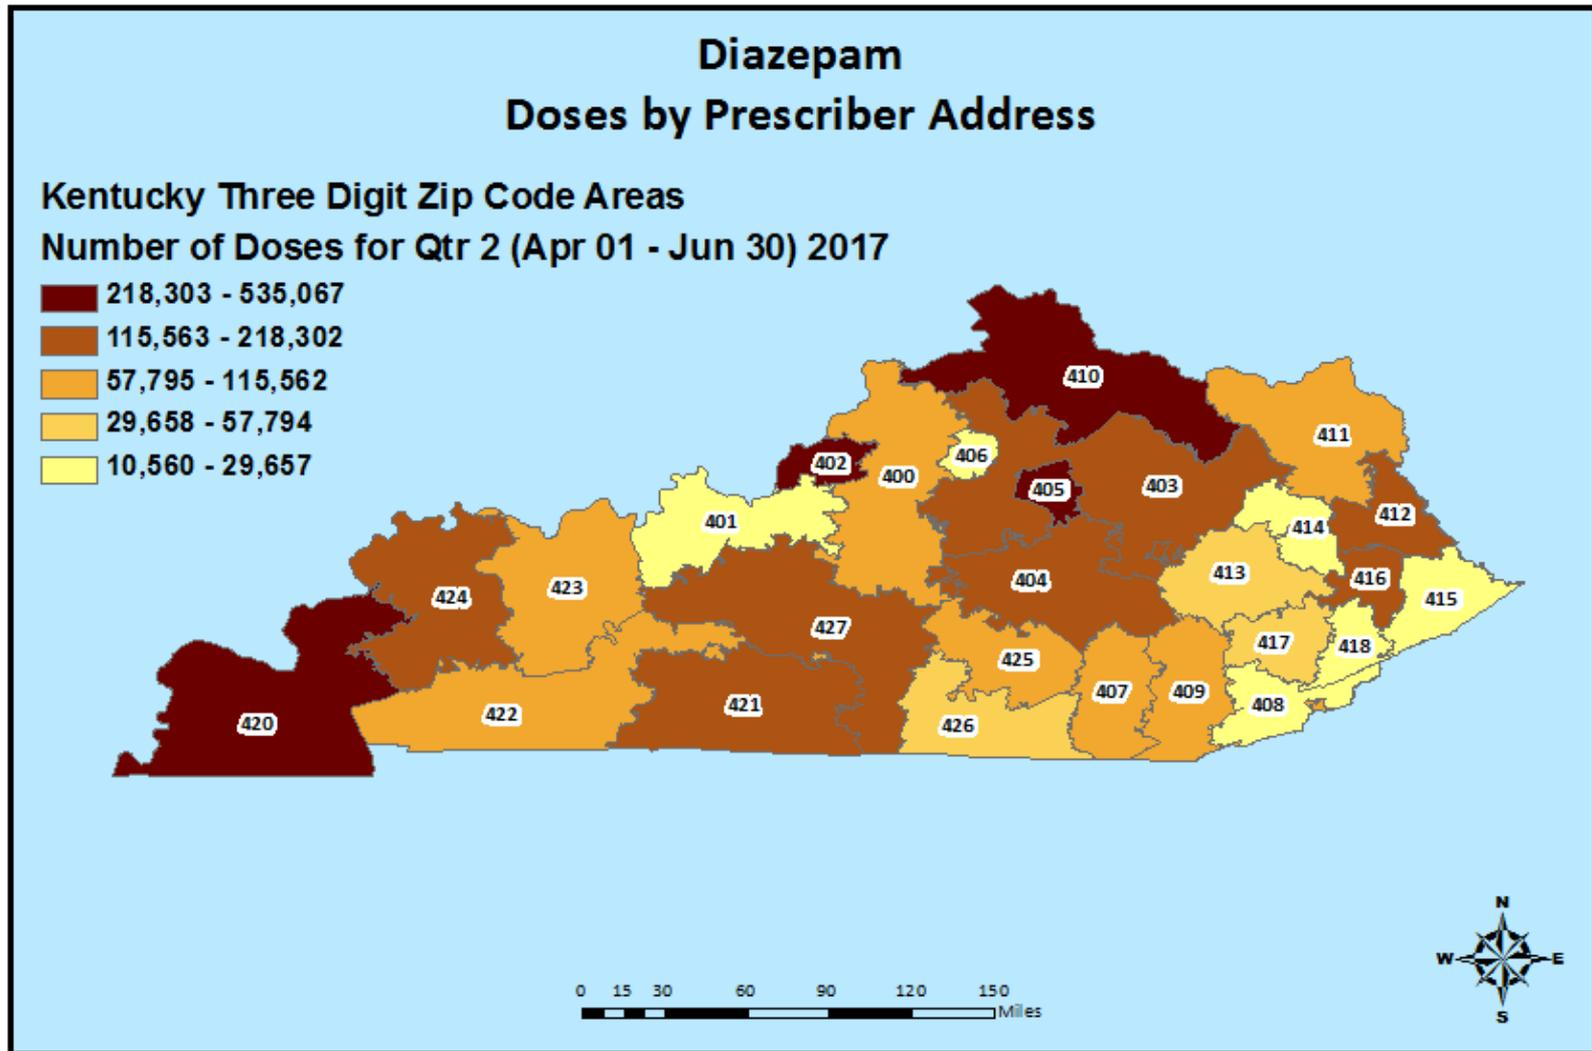 Diazepam
Doses by Prescriber Address
Kentucky Three Digit Zip Code Areas
Number of Doses for Qtr 2 (Apr 01 - Jun 30) 2017
218,303 - 535,067
115,563 - 218,302
57,795 - 115,562
29,658 - 57,794
10,560 - 29,657
410
411
406
402
400
405
403
412
401
414
413
404
416
423
424
415
427
417
418
425
407
409
421
408
422
420
426
N
W E
S
0 15 30 60 90 120 150
Miles